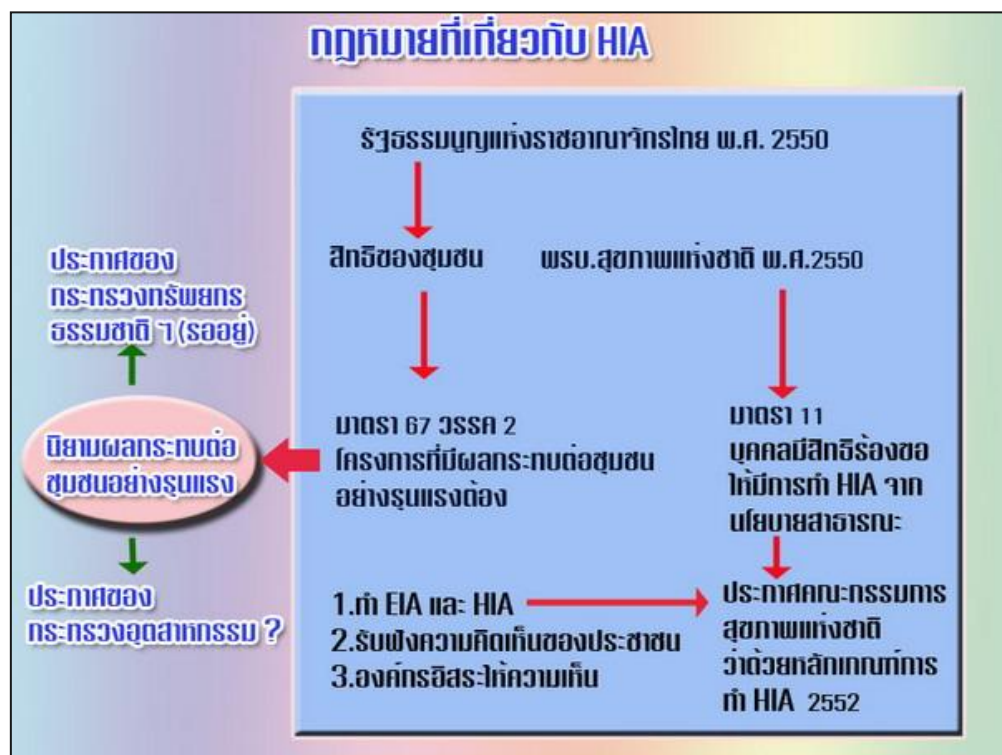 กฎหมายที่เกี่ยวกับ HIA
รัฐธรรมนูญแห่งราชอาณาจักรไทย พ.ศ. 2550
สิทธิของชุมชน
พรบ.สุขภาพแห่งชาติ พ.ศ.2550
ประกาศของ
กระทรวงทรัพยกร
ธรรมชาติ ฯ (รออยู่)
นิยามผลกระทบต่อ
ชุมชนอย่างรุนแรง
ประกาศของ
กระทรวงอุตสาหกรรม ?
มาตรา 67 วรรค 2
โครงการที่มีผลกระทบต่อชุมชน
อย่างรุนแรงต้อง
1.ทำ EIA และ HIA
2.รับฟังความคิดเห็นของประชาชน
3.องค์กรอิสระให้ความเห็น
มาตรา 11
บุคคลมีสิทธิร้องขอ
ให้มีการทำ HIA จาก
นโยบายสาธารณะ
ประกาศคณะกรรมการ
สุขภาพแห่งชาติ
ว่าด้วยหลักเกณฑ์การ
ทำ HIA 2552